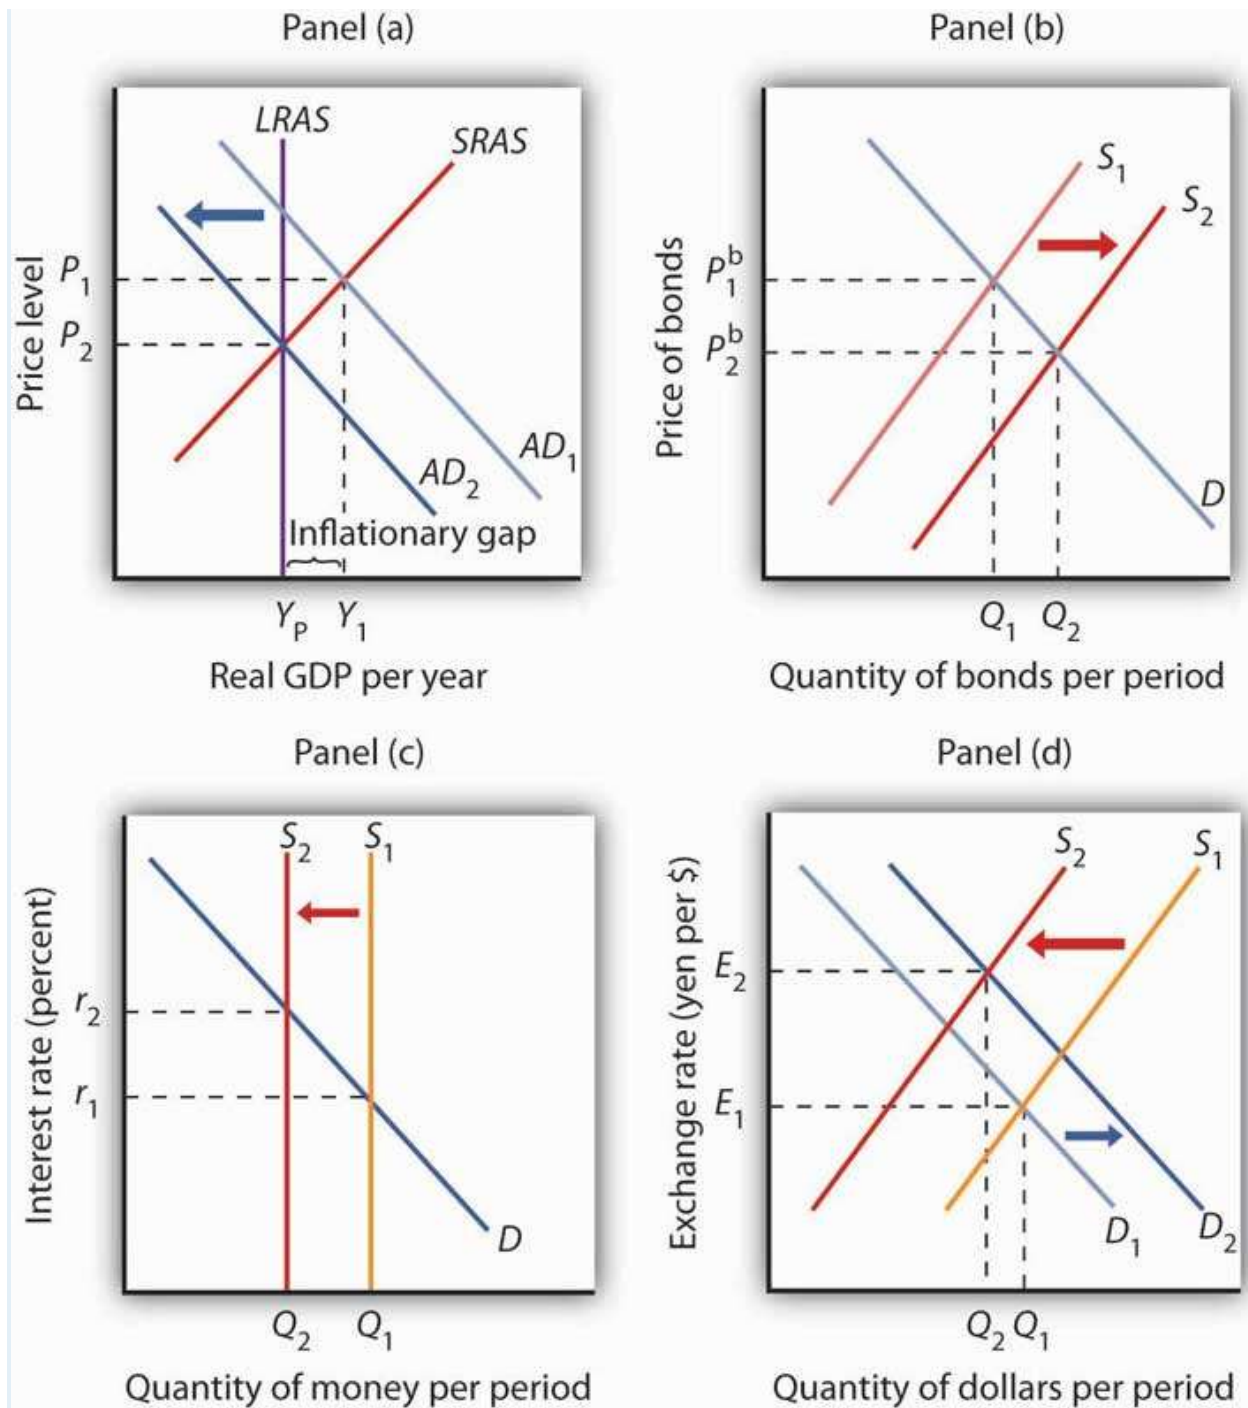 Panel (a)
LRAS
SRAS
P1
P2
Price level
AD1
AD2
Inflationary gap
YP Y1
Real GDP per year
Panel (b)
S1
S2
Pb1
Pb2
Price of bonds
D
Q1 Q2
Quantity of bonds per period
Panel (c)
S2 S1
r2
r1
Interest rate (percent)
D
Q2 Q1
Quantity of money per period
Panel (d)
S2 S1
E2
E1
Exchange rate (yen per $)
D1 D2
Q2 Q1
Quantity of dollars per period